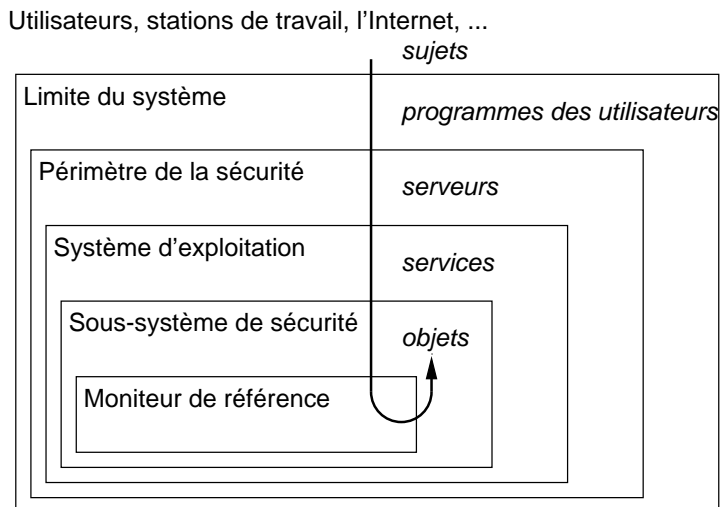 Utilisateurs, stations de travail, l'Internet, ...
sujets
Limite du système
programmes des utilisateurs
Périmètre de la sécurité
serveurs
Système d'exploitation
services
Sous-système de sécurité
objets
Moniteur de référence